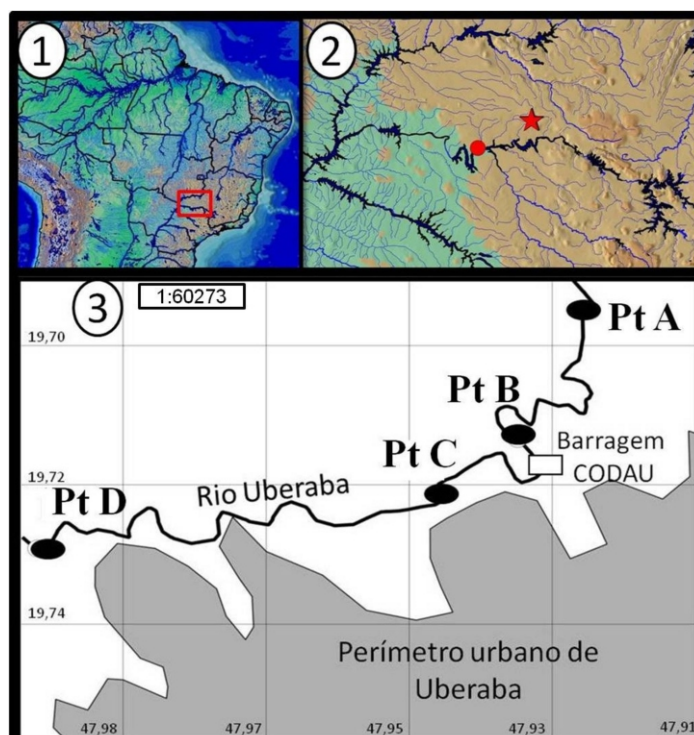 1
2
3
1:60273
19,70
Pt A
Pt B
Barragem
CODAU
Pt C
19,72
Rio Uberaba
Pt D
19,74
Perímetro urbano de
Uberaba
47,98
47,97
47,95
47,93
47,91